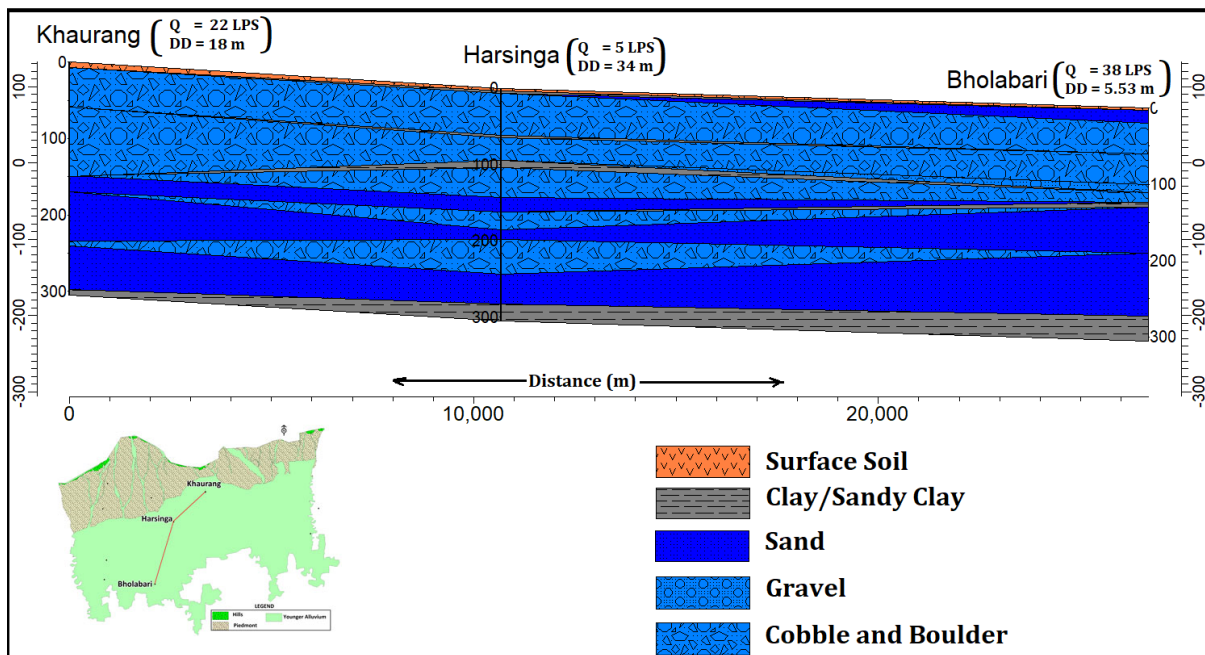 Khaurang ( Q = 22 LPS
DD = 18 m )
Harsinga ( Q = 5 LPS
DD = 34 m )
Bholabari ( Q = 38 LPS
DD = 5.53 m )
100
0
-100
-200
-300
0
100
200
300
0
100
200
300
100
200
300
100
0
-100
-200
-300
Distance (m)
0
10,000
20,000
Khaurang
Harsinga
Bholabari
LEGEND
Hills
Younger Alluvium
Piedmont
Surface Soil
Clay/Sandy Clay
Sand
Gravel
Cobble and Boulder